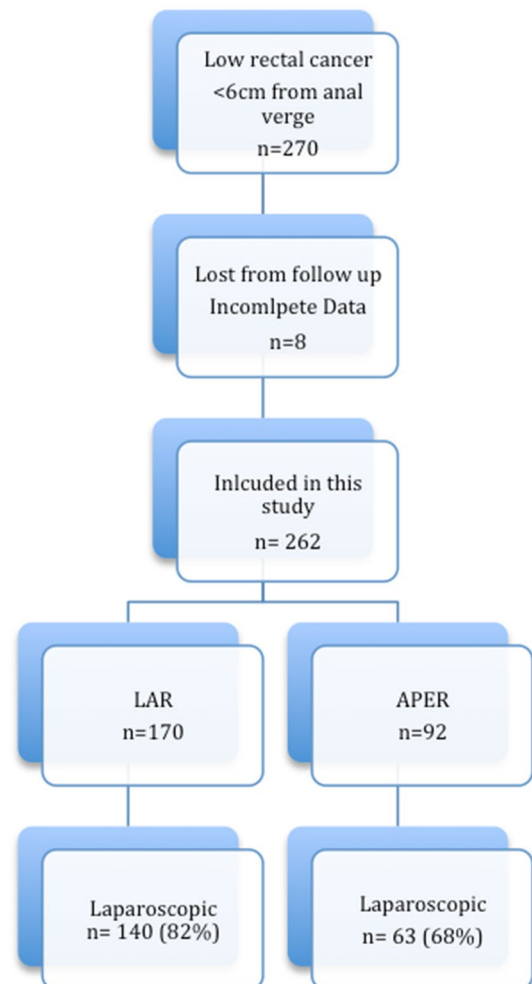 Low rectal cancer
<6cm from anal
verge
n=270
Lost from follow up
Incomlpete Data
n=8
Inlcuded in this
study
n= 262
LAR
n=170
APER
n=92
Laparoscopic
n= 140 (82%)
Laparoscopic
n= 63 (68%)